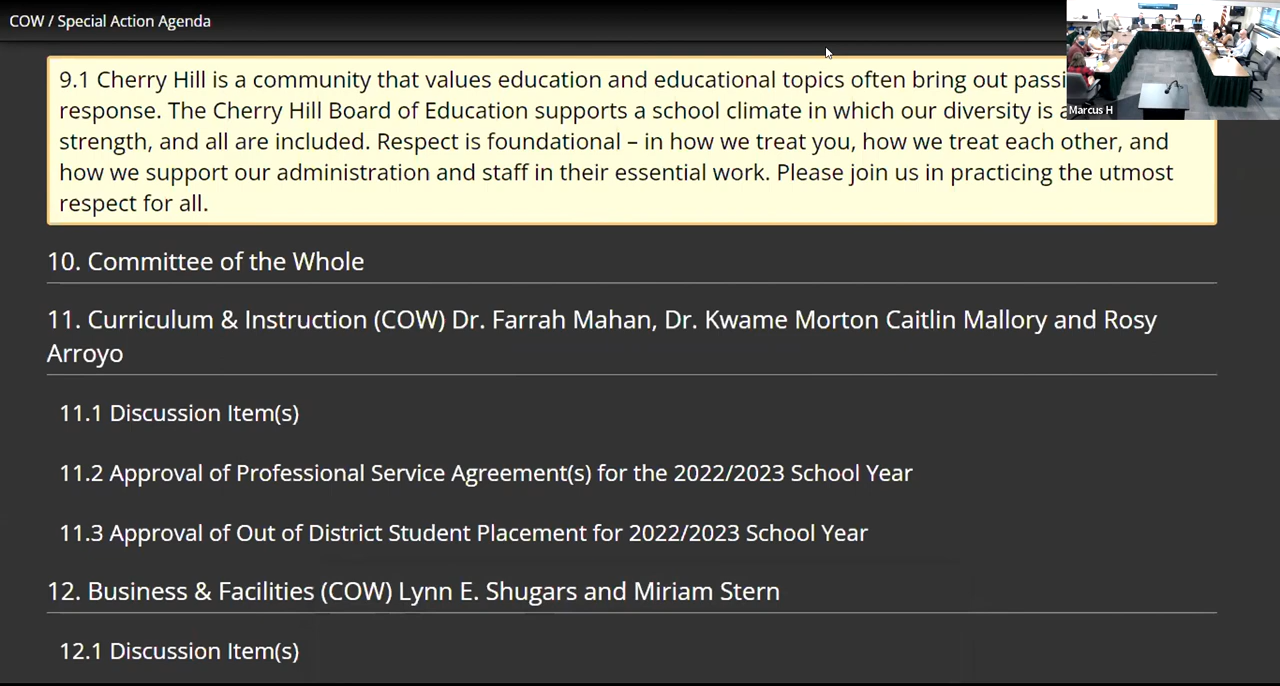 COW / Special Action Agenda
9.1 Cherry Hill is a community that values education and educational topics often bring out
response. The Cherry Hill Board of Education supports a school climate in which our diversity is
strength, and all are included. Respect is foundational – in how we treat you, how we treat each other, and
how we support our administration and staff in their essential work. Please join us in practicing the utmost
respect for all.
Marcus H
10. Committee of the Whole
11. Curriculum & Instruction (COW) Dr. Farrah Mahan, Dr. Kwame Morton Caitlin Mallory and Rosy
Arroyo
11.1 Discussion Item(s)
11.2 Approval of Professional Service Agreement(s) for the 2022/2023 School Year
11.3 Approval of Out of District Student Placement for 2022/2023 School Year
12. Business & Facilities (COW) Lynn E. Shugars and Miriam Stern
12.1 Discussion Item(s)